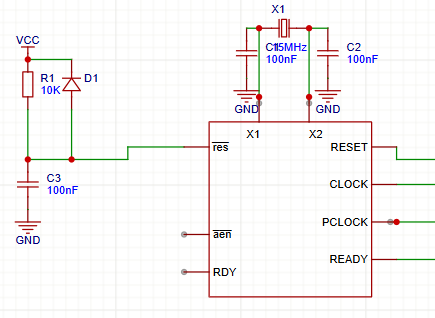 X1
VCC
C1 5MHz C2
100nF 100nF
R1 D1
10K
GND GND
X1 X2
res RESET
C3
100nF
CLOCK
PCLOCK
GND
aen
READY
RDY